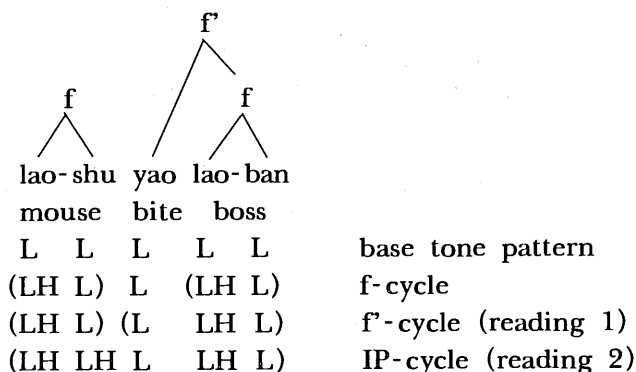 f'
f f
lao-shu yao lao-ban
mouse bite boss
L L L L L base tone pattern
(LH L) L (LH L) f-cycle
(LH L) (L LH L) f'-cycle (reading 1)
(LH LH L LH L) IP-cycle (reading 2)